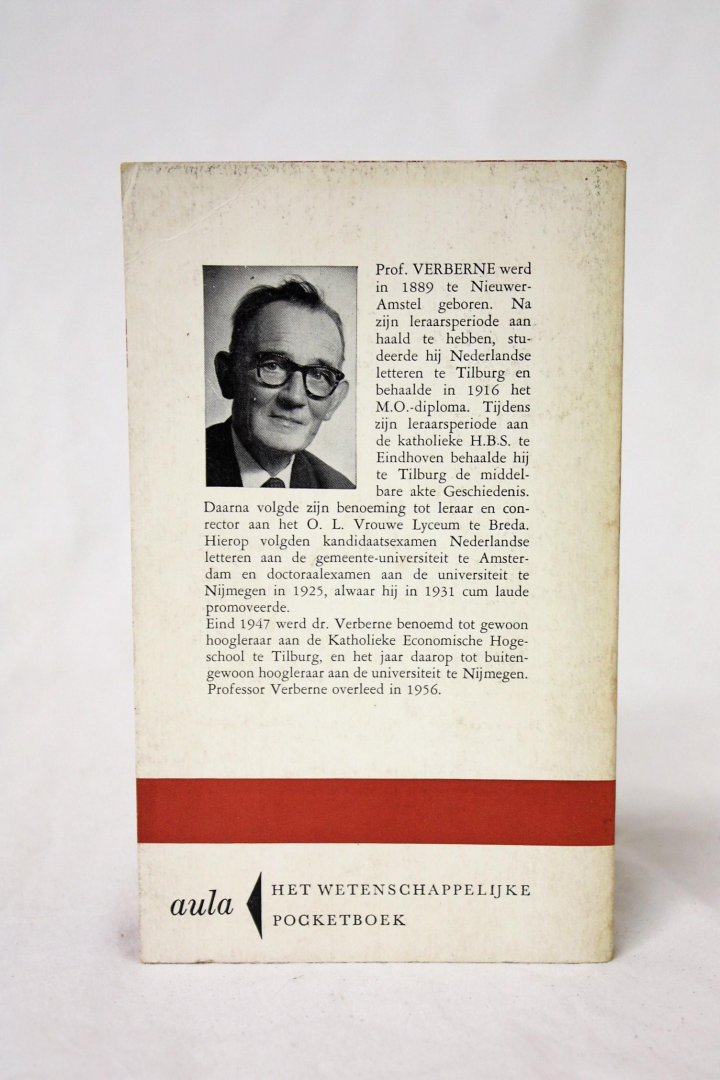 Prof. VERBERNE werd
in 1889 te Nieuwer-
Amstel geboren. Na
zijn leraarsperiode aan
haald te hebben, stu-
deerde hij Nederlandse
letteren te Tilburg en
behaalde in 1916 het
M.O.-diploma. Tijdens
zijn leraarsperiode aan
de katholieke H.B.S. te
Eindhoven behaalde hij
te Tilburg de middel-
bare akte Geschiedenis.
Daarna volgde zijn benoeming tot leraar en con-
rector aan het O. L. Vrouwe Lyceum te Breda.
Hierop volgden kandidaatsexamen Nederlandse
letteren aan de gemeente-universiteit te Amster-
dam en doctoraalexamen aan de universiteit te
Nijmegen in 1925, alwaar hij in 1931 cum laude
promoveerde.
Eind 1947 werd dr. Verberne benoemd tot gewoon
hoogleraar aan de Katholieke Economische Hoge-
school te Tilburg, en het jaar daarop tot buiten-
gewoon hoogleraar aan de universiteit te Nijmegen.
Professor Verberne overleed in 1956.
aula
HET WETENSCHAPPELIJKE
POCKETBOEK